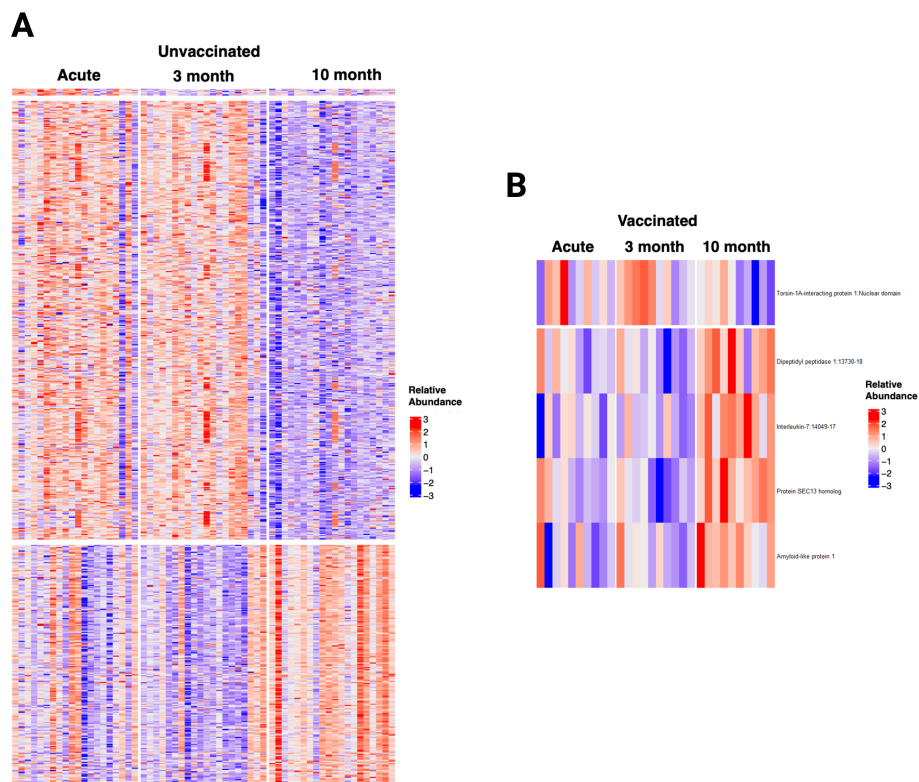 A
Unvaccinated
Acute 3 month 10 month
Relative
Abundance
3
2
1
0
−1
−2
−3
B
Vaccinated
Acute 3 month 10 month
Torsin-1A-interacting protein 1:Nuclear domain
Dipeptidyl peptidase 1:13730-18
Interleukin-7:14049-17
Protein SEC13 homolog
Amyloid-like protein 1
Relative
Abundance
3
2
1
0
−1
−2
−3